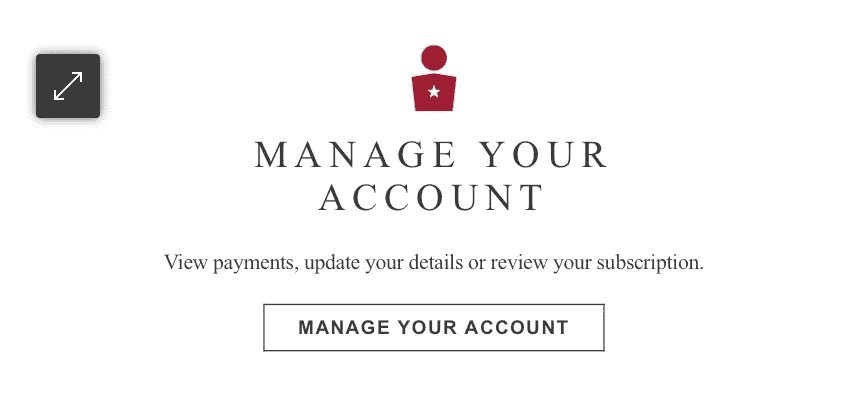 MANAGE YOUR
ACCOUNT
View payments, update your details or review your subscription.
MANAGE YOUR ACCOUNT